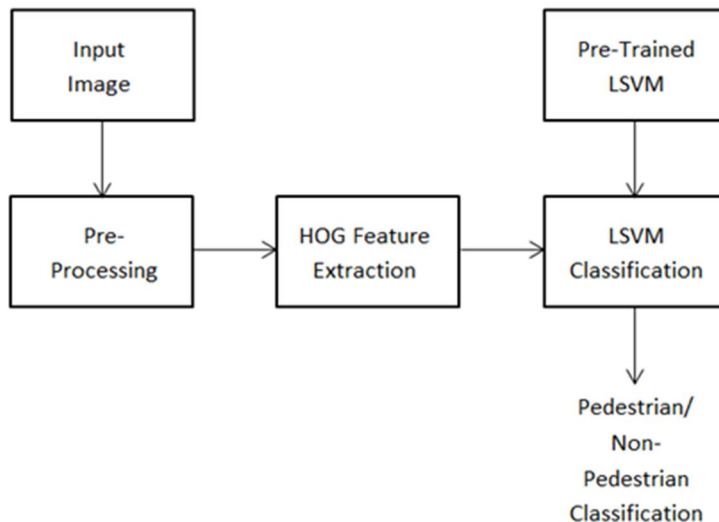 Input
Image
Pre-Trained
LSVM
Pre-
Processing
HOG Feature
Extraction
LSVM
Classification
Pedestrian/
Non-
Pedestrian
Classification